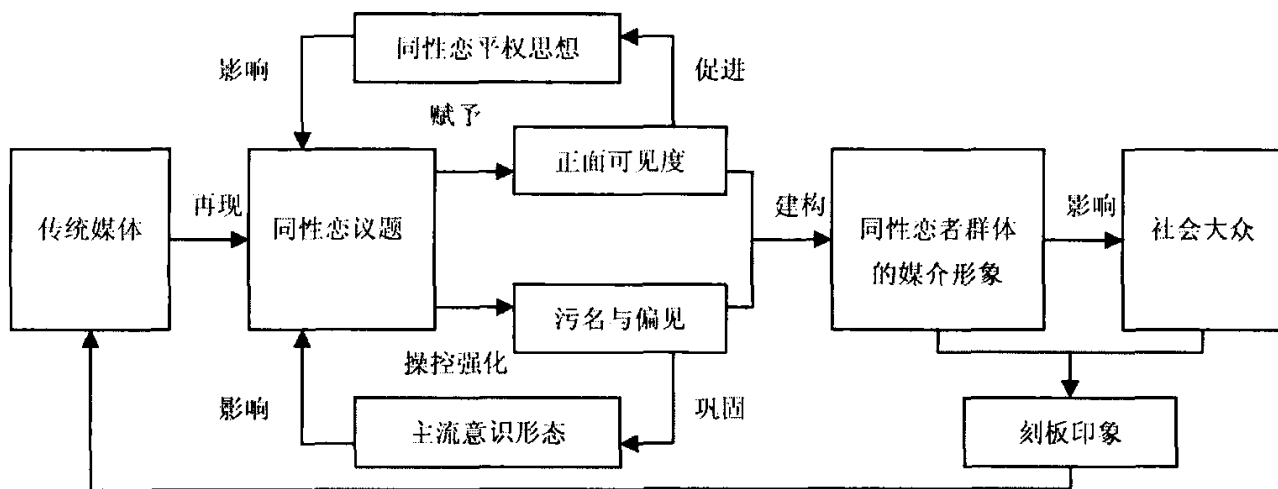 同性恋平权思想
影响
促进
赋予
正面可见度
传统媒体
再现
同性恋议题
建构
同性恋者群体
的媒介形象
影响
社会大众
污名与偏见
操控强化
影响
巩固
主流意识形态
刻板印象